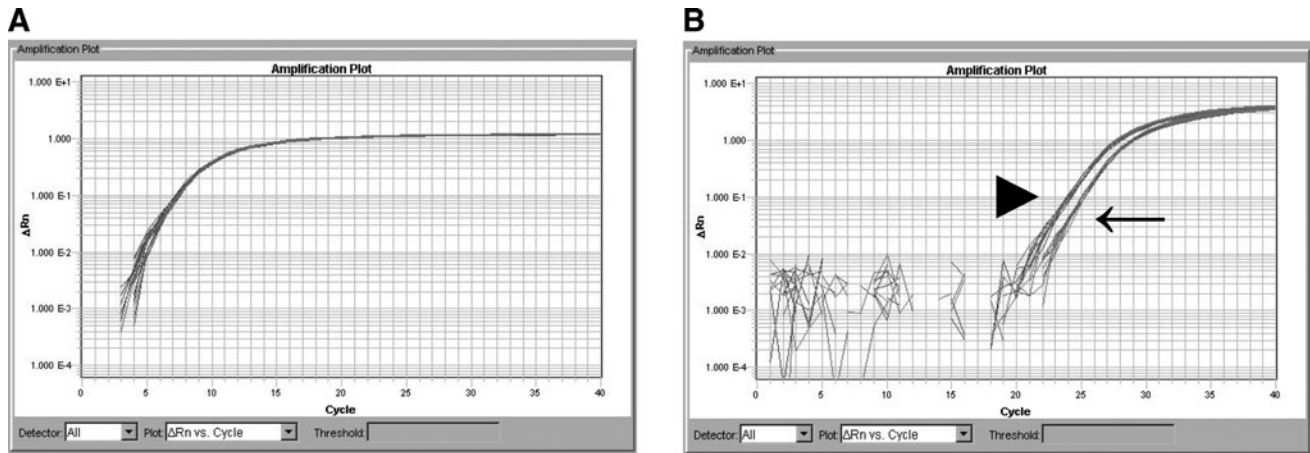 A
Amplification Plot
Amplification Plot
1.000 E+1
1.000
1.000 E-1
1.000 E-2
1.000 E-3
1.000 E-4
ΔRn
0 5 10 15 20 25 30 35 40
Cycle
Detector: All Plot: ΔRn vs. Cycle Threshold:
B
Amplification Plot
Amplification Plot
1.000 E+1
1.000
1.000 E-1
1.000 E-2
1.000 E-3
1.000 E-4
ΔRn
0 5 10 15 20 25 30 35 40
Cycle
Detector: All Plot: ΔRn vs. Cycle Threshold: